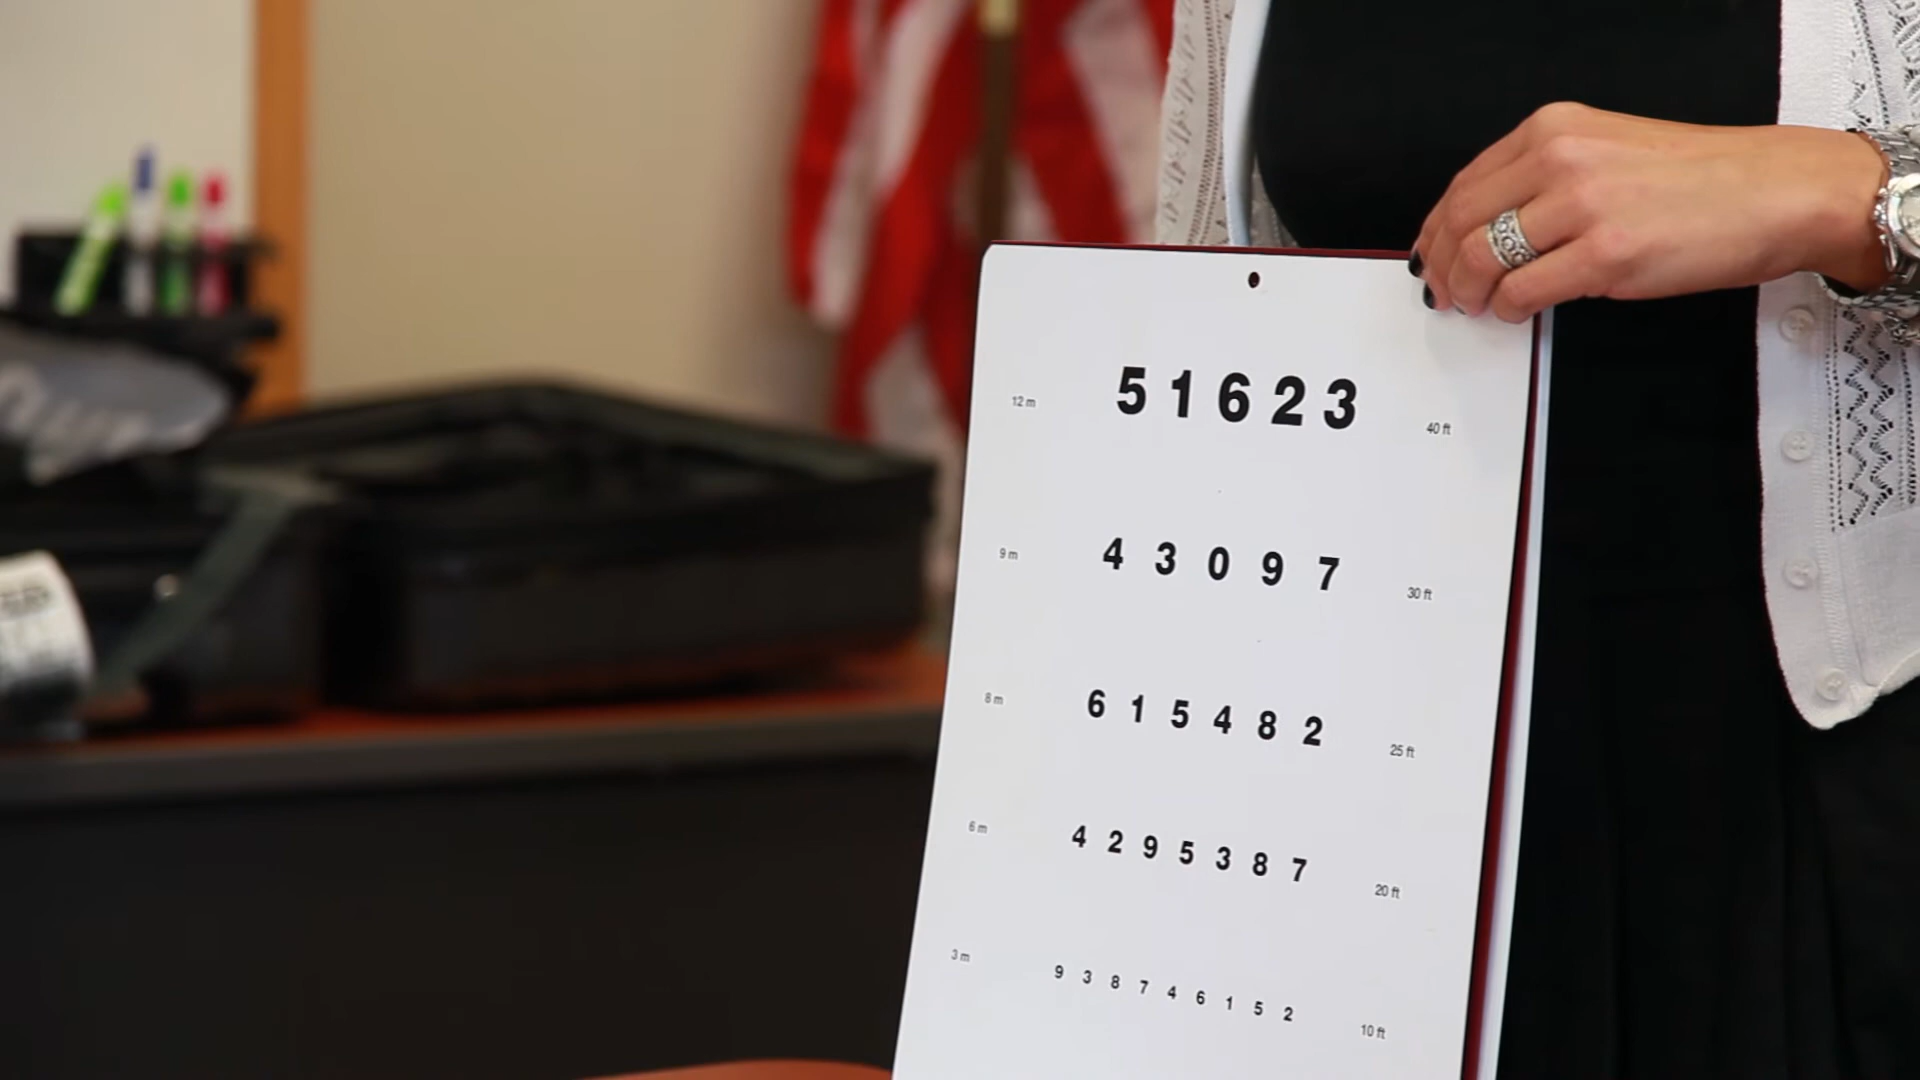 12 m 5 1 6 2 3 40 ft
9 m 4 3 0 9 7 30 ft
8 m 6 1 5 4 8 2 25 ft
6 m 4 2 9 5 3 8 7 20 ft
3 m 9 3 8 7 4 6 1 5 2 10 ft